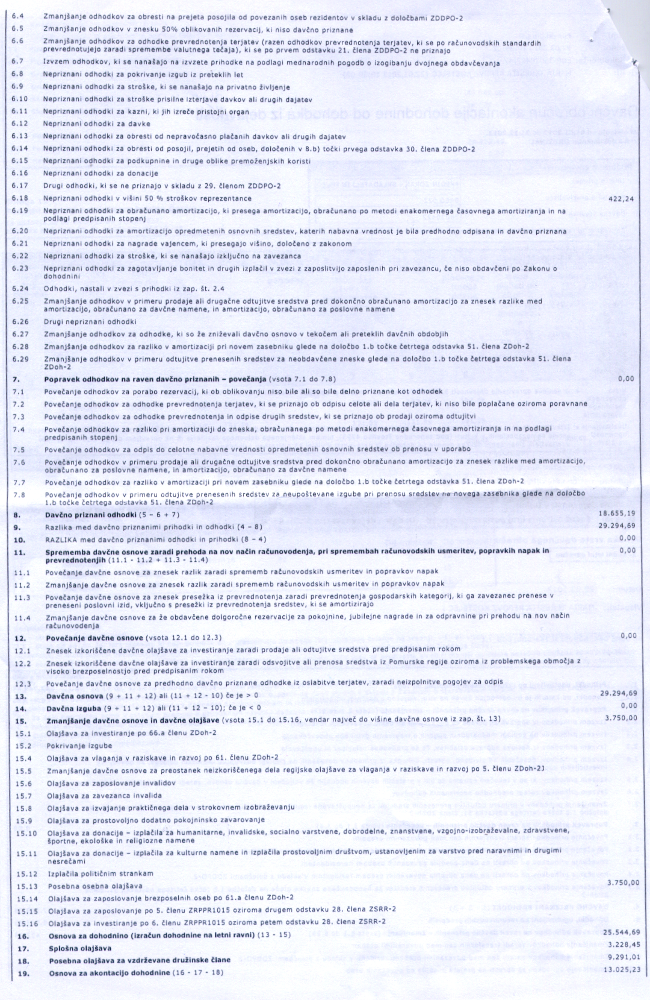 6.4 Zmanjšanje odhodkov za obresti na prejeta posojila od povezanih oseb rezidentov v skladu z določbami ZDDPO-2
6.5 Zmanjšanje odhodkov v znesku 50% oblikovanih rezervacij, ki niso davčno priznane
6.6 Zmanjšanje odhodkov za odhodke prevrednotenja terjatev (razen odhodkov prevrednotenja terjatev, ki se po računovodskih standardih
prevrednotujejo zaradi spremembe valutnega tečaja), ki se po prvem odstavku 21. člena ZDDPO-2 ne priznajo
6.7 Izvzem odhodkov, ki se nanašajo na izvzete prihodke na podlagi mednarodnih pogodb o izogibanju dvojnega obdavčevanja
6.8 Nepriznani odhodki za pokrivanje izgub iz preteklih let
6.9 Nepriznani odhodki za stroške, ki se nanašajo na privatno življenje
6.10 Nepriznani odhodki za stroške prisilne izterjave davkov ali drugih dajatev
6.11 Nepriznani odhodki za kazni, ki jih izreče pristojni organ
6.12 Nepriznani odhodki za davke
6.13 Nepriznani odhodki za obresti od nepravočasno plačanih davkov ali drugih dajatev
6.14 Nepriznani odhodki za obresti od posojil, prejetih od oseb, določenih v 8.b) točki prvega odstavka 30. člena ZDDPO-2
6.15 Nepriznani odhodki za podkupnine in druge oblike premoženjskih koristi
6.16 Nepriznani odhodki za donacije
6.17 Drugi odhodki, ki se ne priznajo v skladu z 29. členom ZDDPO-2
6.18 Nepriznani odhodki v višini 50 % stroškov reprezentance 422,24
6.19 Nepriznani odhodki za obračunano amortizacijo, ki presega amortizacijo, obračunano po metodi enakomernega časovnega amortiziranja in na
podlagi predpisanih stopenj
6.20 Nepriznani odhodki za amortizacijo opredmetenih osnovnih sredstev, katerih nabavna vrednost je bila predhodno odpisana in davčno priznana
6.21 Nepriznani odhodki za nagrade vajencem, ki presegajo višino, določeno z zakonom
6.22 Nepriznani odhodki za stroške, ki se nanašajo izključno na zavezanca
6.23 Nepriznani odhodki za zagotavljanje bonitet in drugih izplačil v zvezi z zaposlitvijo zaposlenih pri zavezancu, če niso obdavčeni po Zakonu o
dohodnini
6.24 Odhodki, nastali v zvezi s prihodki iz zap. št. 2.4
6.25 Zmanjšanje odhodkov v primeru prodaje ali drugačne odtujitve sredstva pred dokončno obračunano amortizacijo za znesek razlike med
amortizacijo, obračunano za davčne namene, in amortizacijo, obračunano za poslovne namene
6.26 Drugi nepriznani odhodki
6.27 Zmanjšanje odhodkov za odhodke, ki so že zniževali davčno osnovo v tekočem ali preteklih davčnih obdobjih
6.28 Zmanjšanje odhodkov za razliko v amortizaciji pri novem zasebniku glede na določbo 1.b točke četrtega odstavka 51. člena ZDoh-2
6.29 Zmanjšanje odhodkov v primeru odtujitve prenesenih sredstev za neobdavčene zneske glede na določbo 1.b točke četrtega odstavka 51. člena
ZDoh-2
7. Popravek odhodkov na raven davčno priznanih – povečanja (vsota 7.1 do 7.8) 0,00
7.1 Povečanje odhodkov za porabo rezervacij, ki ob oblikovanju niso bile ali so bile delno priznane kot odhodek
7.2 Povečanje odhodkov za odhodke prevrednotenja terjatev, ki se priznajo ob odpisu celote ali dela terjatev, ki niso bile poplačane oziroma poravnane
7.3 Povečanje odhodkov za odhodke prevrednotenja in odpise drugih sredstev, ki se priznajo ob prodaji oziroma odtujitvi
7.4 Povečanje odhodkov za razliko pri amortizaciji do zneska, obračunanega po metodi enakomernega časovnega amortiziranja in na podlagi
predpisanih stopenj
7.5 Povečanje odhodkov za odpis do celotne nabavne vrednosti opredmetenih osnovnih sredstev ob prenosu v uporabo
7.6 Povečanje odhodkov v primeru prodaje ali drugačne odtujitve sredstva pred dokončno obračunano amortizacijo za znesek razlike med amortizacijo,
obračunano za poslovne namene, in amortizacijo, obračunano za davčne namene
7.7 Povečanje odhodkov za razliko v amortizaciji pri novem zasebniku glede na določbo 1.b točke četrtega odstavka 51. člena ZDoh-2
7.8 Povečanje odhodkov v primeru odtujitve prenesenih sredstev za neupoštevane izgube pri prenosu sredstev na novega zasebnika glede na določbo
1.b točke četrtega odstavka 51. člena ZDoh-2
8. Davčno priznani odhodki (5 – 6 + 7) 18.655,19
9. Razlika med davčno priznanimi prihodki in odhodki (4 – 8) 29.294,69
10. RAZLIKA med davčno priznanimi odhodki in prihodki (8 – 4) 0,00
11. Sprememba davčne osnove zaradi prehoda na nov način računovodenja, pri spremembah računovodskih usmeritev, popravkih napak in 0,00
prevrednotenjih (11.1 - 11.2 + 11.3 - 11.4)
11.1 Povečanje davčne osnove za znesek razlik zaradi sprememb računovodskih usmeritev in popravkov napak
11.2 Zmanjšanje davčne osnove za znesek razlik zaradi sprememb računovodskih usmeritev in popravkov napak
11.3 Povečanje davčne osnove za znesek presežka iz prevrednotenja zaradi prevrednotenja gospodarskih kategorij, ki ga zavezanec prenese v
preneseni poslovni izid, vključno s presežki iz prevrednotenja sredstev, ki se amortizirajo
11.4 Zmanjšanje davčne osnove za že obdavčene dolgoročne rezervacije za pokojnine, jubilejne nagrade in za odpravnine pri prehodu na nov način
računovodenja
12. Povečanje davčne osnove (vsota 12.1 do 12.3) 0,00
12.1 Znesek izkoriščene davčne olajšave za investiranje zaradi prodaje ali odtujitve sredstva pred predpisanim rokom
12.2 Znesek izkoriščene davčne olajšave za investiranje zaradi odsvojitve ali prenosa sredstva iz Pomurske regije oziroma iz problemskega območja z
visoko brezposelnostjo pred predpisanim rokom
12.3 Povečanje davčne osnove za predhodno davčno priznane odhodke iz oslabitve terjatev, zaradi neizpolnitve pogojev za odpis
13. Davčna osnova (9 + 11 + 12) ali (11 + 12 - 10) če je > 0 29.294,69
14. Davčna izguba (9 + 11 + 12) ali (11 + 12 – 10); če je < 0 0,00
15. Zmanjšanje davčne osnove in davčne olajšave (vsota 15.1 do 15.16, vendar največ do višine davčne osnove iz zap. št. 13) 3.750,00
15.1 Olajšava za investiranje po 66.a členu ZDoh-2
15.2 Pokrivanje izgube
15.4 Olajšava za vlaganja v raziskave in razvoj po 61. členu ZDoh-2
15.5 Zmanjšanje davčne osnove za preostanek neizkoriščenega dela regijske olajšave za vlaganja v raziskave in razvoj po 5. členu ZDoh-2J
15.6 Olajšava za zaposlovanje invalidov
15.7 Olajšava za zavezanca invalida
15.8 Olajšava za izvajanje praktičnega dela v strokovnem izobraževanju
15.9 Olajšava za prostovoljno dodatno pokojninsko zavarovanje
15.10 Olajšava za donacije – izplačila za humanitarne, invalidske, socialno varstvene, dobrodelne, znanstvene, vzgojno-izobraževalne, zdravstvene,
športne, ekološke in religiozne namene
15.11 Olajšava za donacije – izplačila za kulturne namene in izplačila prostovoljnim društvom, ustanovljenim za varstvo pred naravnimi in drugimi
nesrečami
15.12 Izplačila političnim strankam
15.13 Posebna osebna olajšava 3.750,00
15.14 Olajšava za zaposlovanje brezposelnih oseb po 61.a členu ZDoh-2
15.15 Olajšava za zaposlovanje po 5. členu ZRPPR1015 oziroma drugem odstavku 28. člena ZSRR-2
15.16 Olajšava za investiranje po 6. členu ZRPPR1015 oziroma petem odstavku 28. člena ZSRR-2
16. Osnova za dohodnino (izračun dohodnine na letni ravni) (13 - 15) 25.544,69
17. Splošna olajšava 3.228,45
18. Posebna olajšava za vzdrževane družinske člane 9.291,01
19. Osnova za akontacijo dohodnine (16 - 17 - 18) 13.025,23